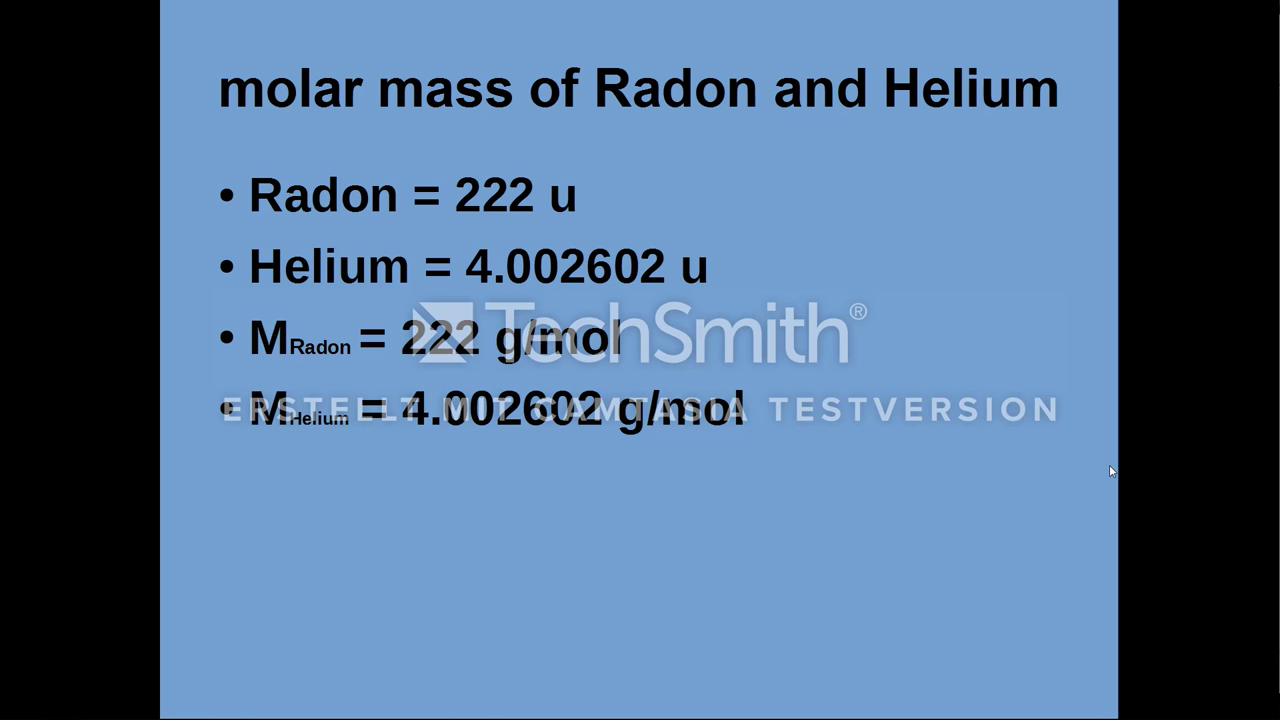 molar mass of Radon and Helium
• Radon = 222 u
• Helium = 4.002602 u
• MRadon = 222 g/mol
TechSmith®
• MHelium = 4.002602 g/mol
ERSTELLT MIT CAMTASIA TESTVERSION